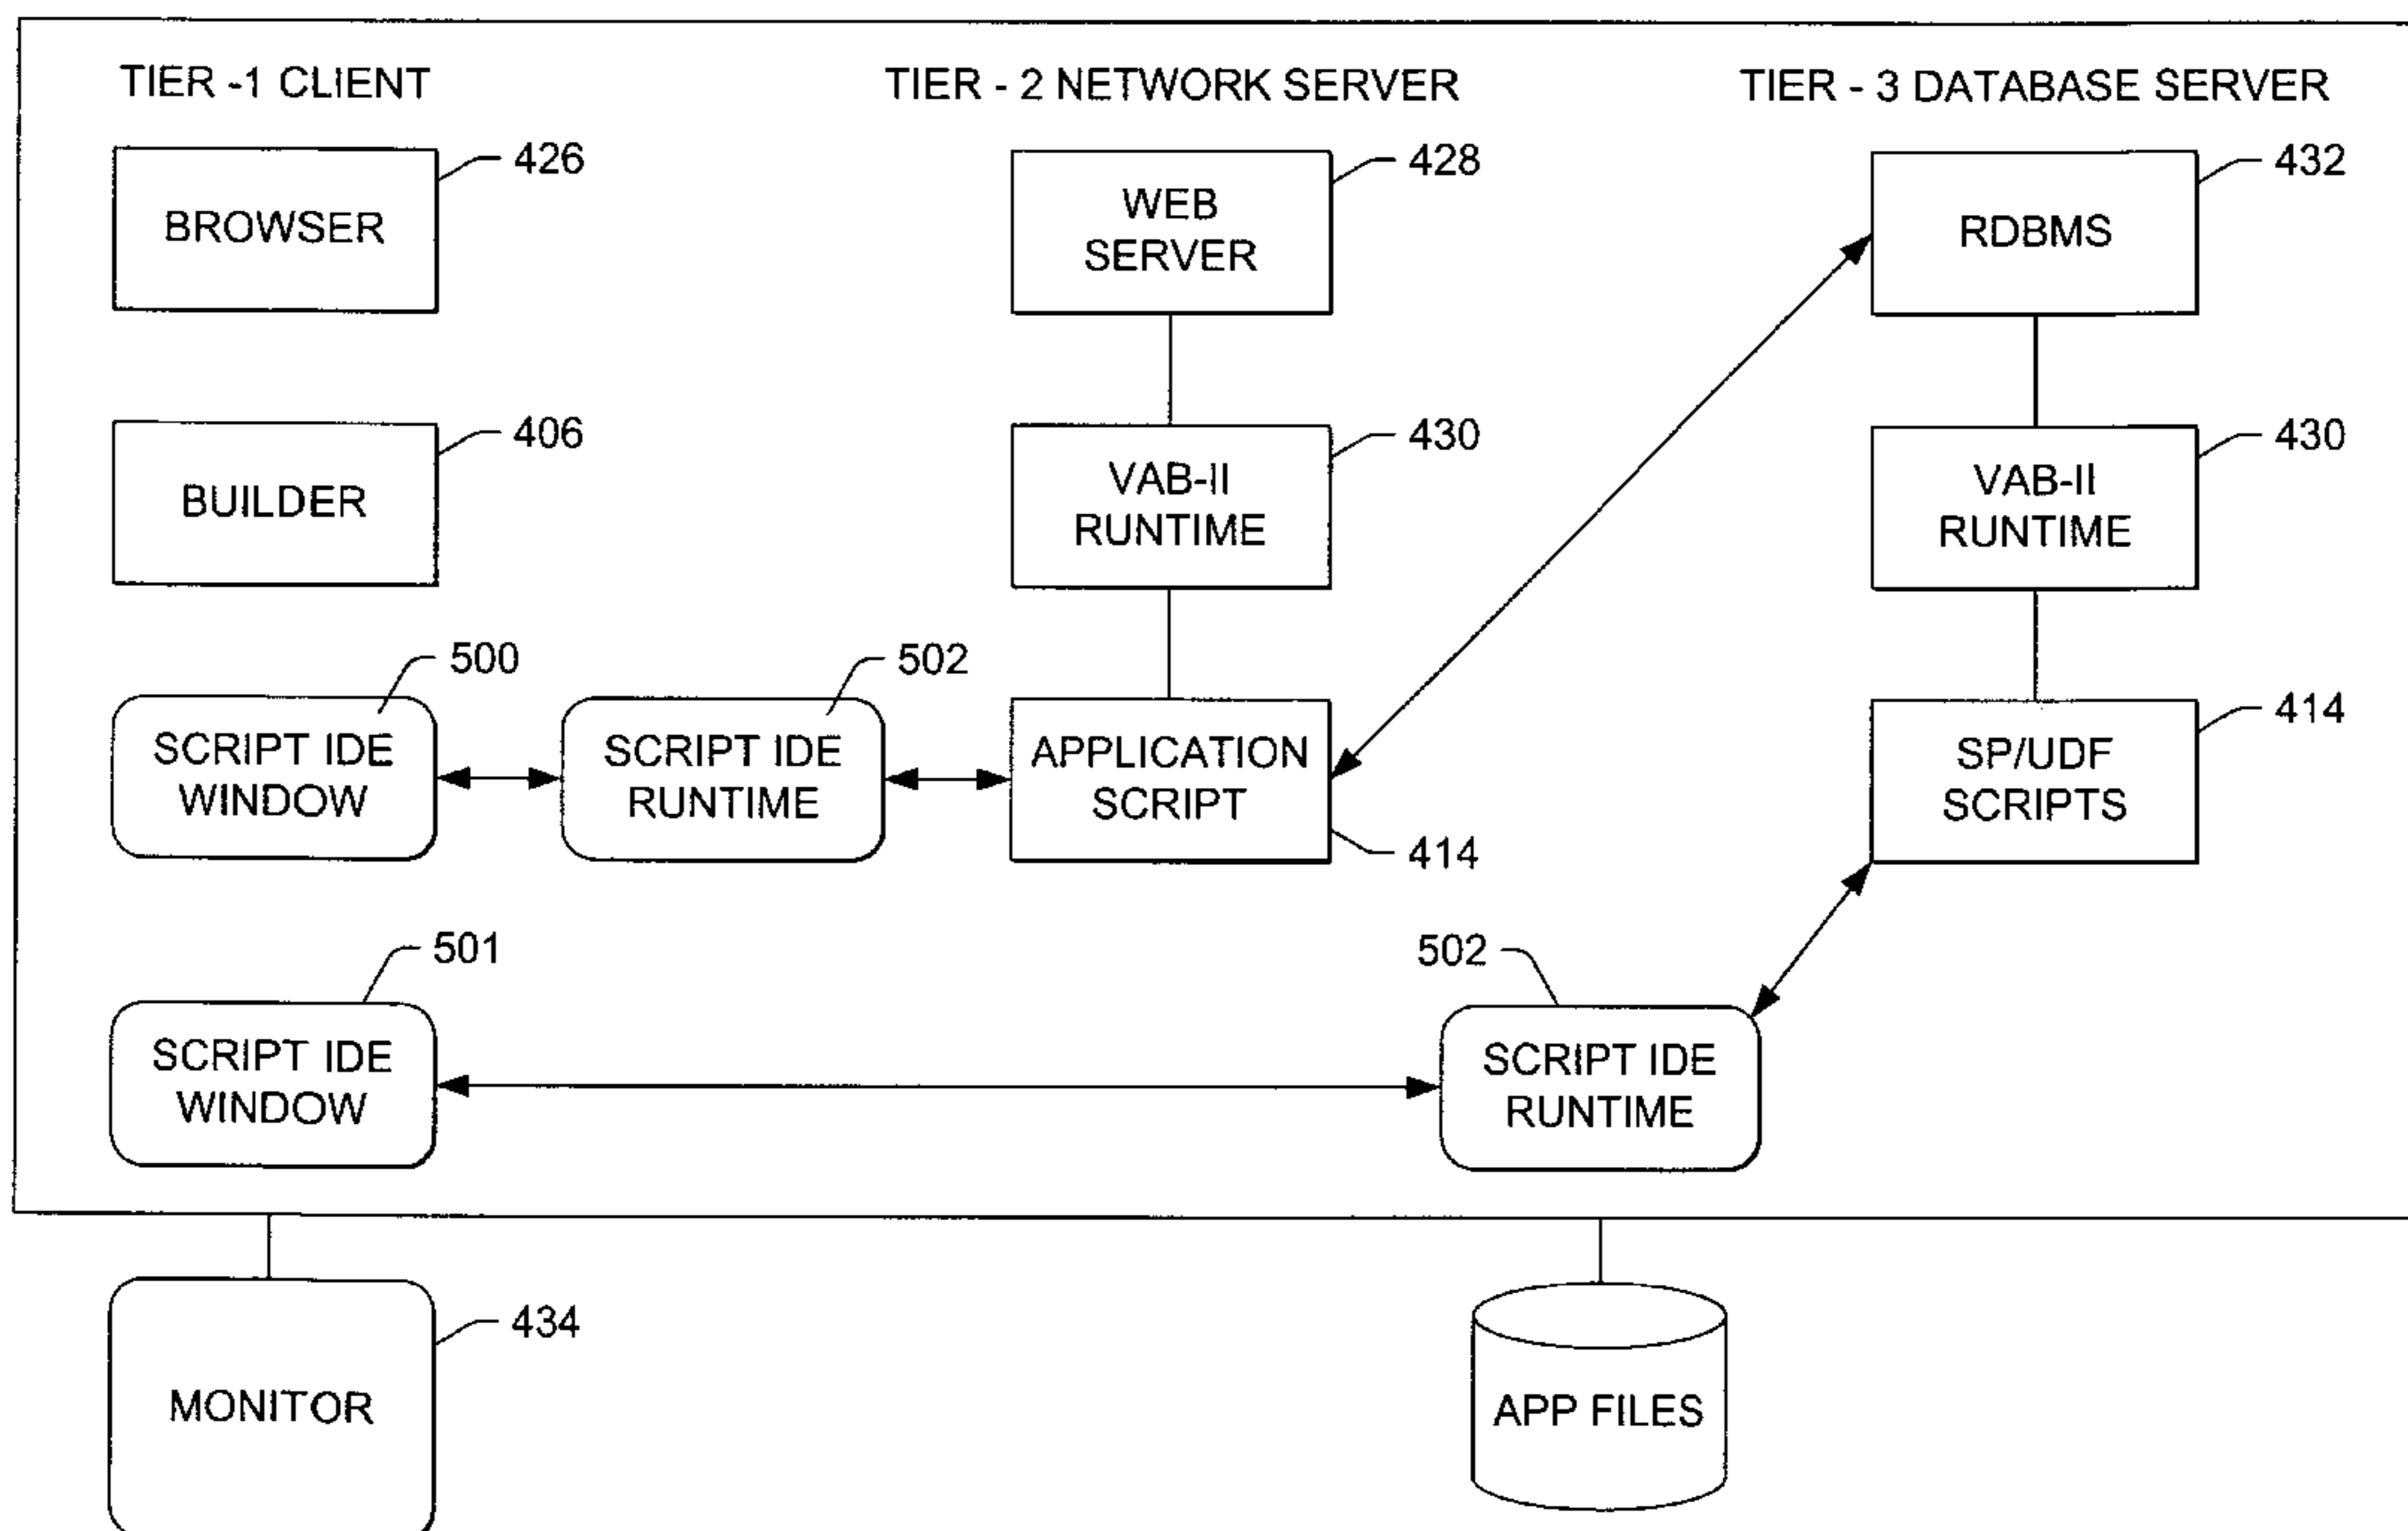 TIER -1 CLIENT
TIER - 2 NETWORK SERVER
TIER - 3 DATABASE SERVER
426
BROWSER
428
WEB
SERVER
432
RDBMS
406
BUILDER
430
VAB-II
RUNTIME
430
VAB-II
RUNTIME
500
SCRIPT IDE
WINDOW
502
SCRIPT IDE
RUNTIME
APPLICATION
SCRIPT
414
414
SP/UDF
SCRIPTS
501
SCRIPT IDE
WINDOW
502
SCRIPT IDE
RUNTIME
434
MONITOR
APP FILES